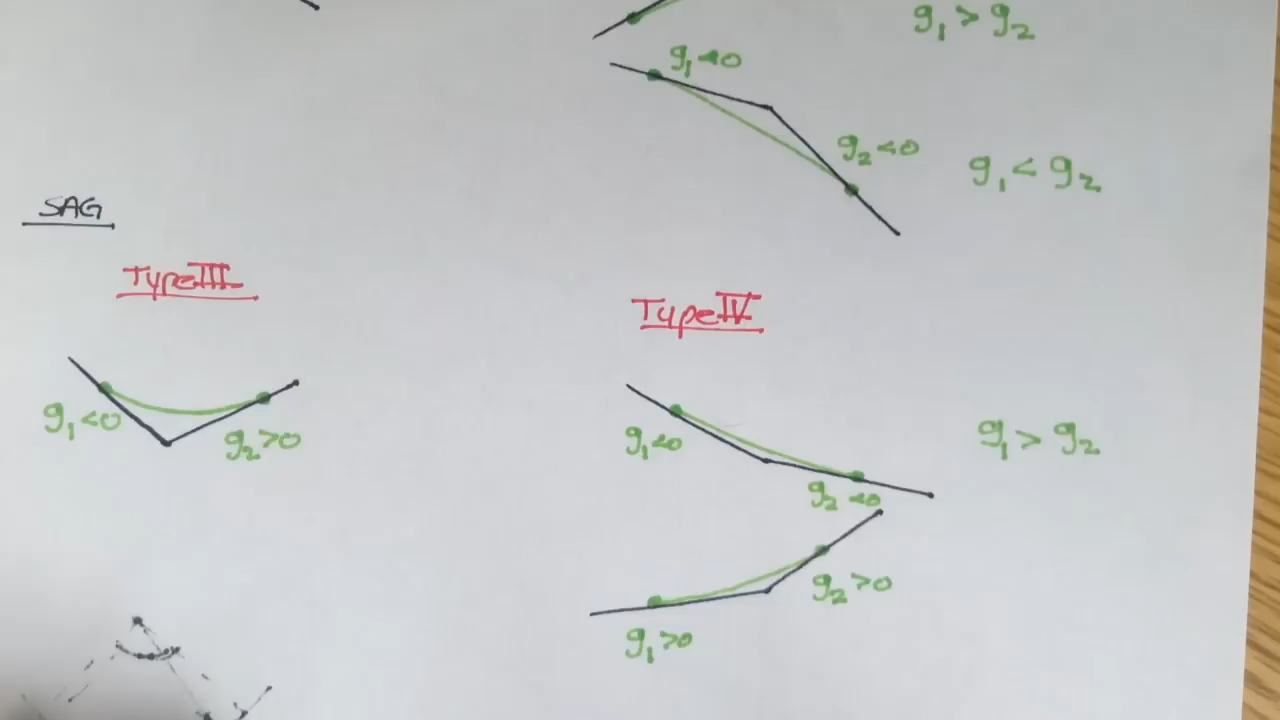 g₁ > g₂
g₁ < 0
g₂ < 0
g₁ < g₂
SAG
Type III
Type IV
g₁ < 0
g₂ > 0
g₁ < 0
g₂ < 0
g₁ > g₂
g₂ > 0
g₁ > 0